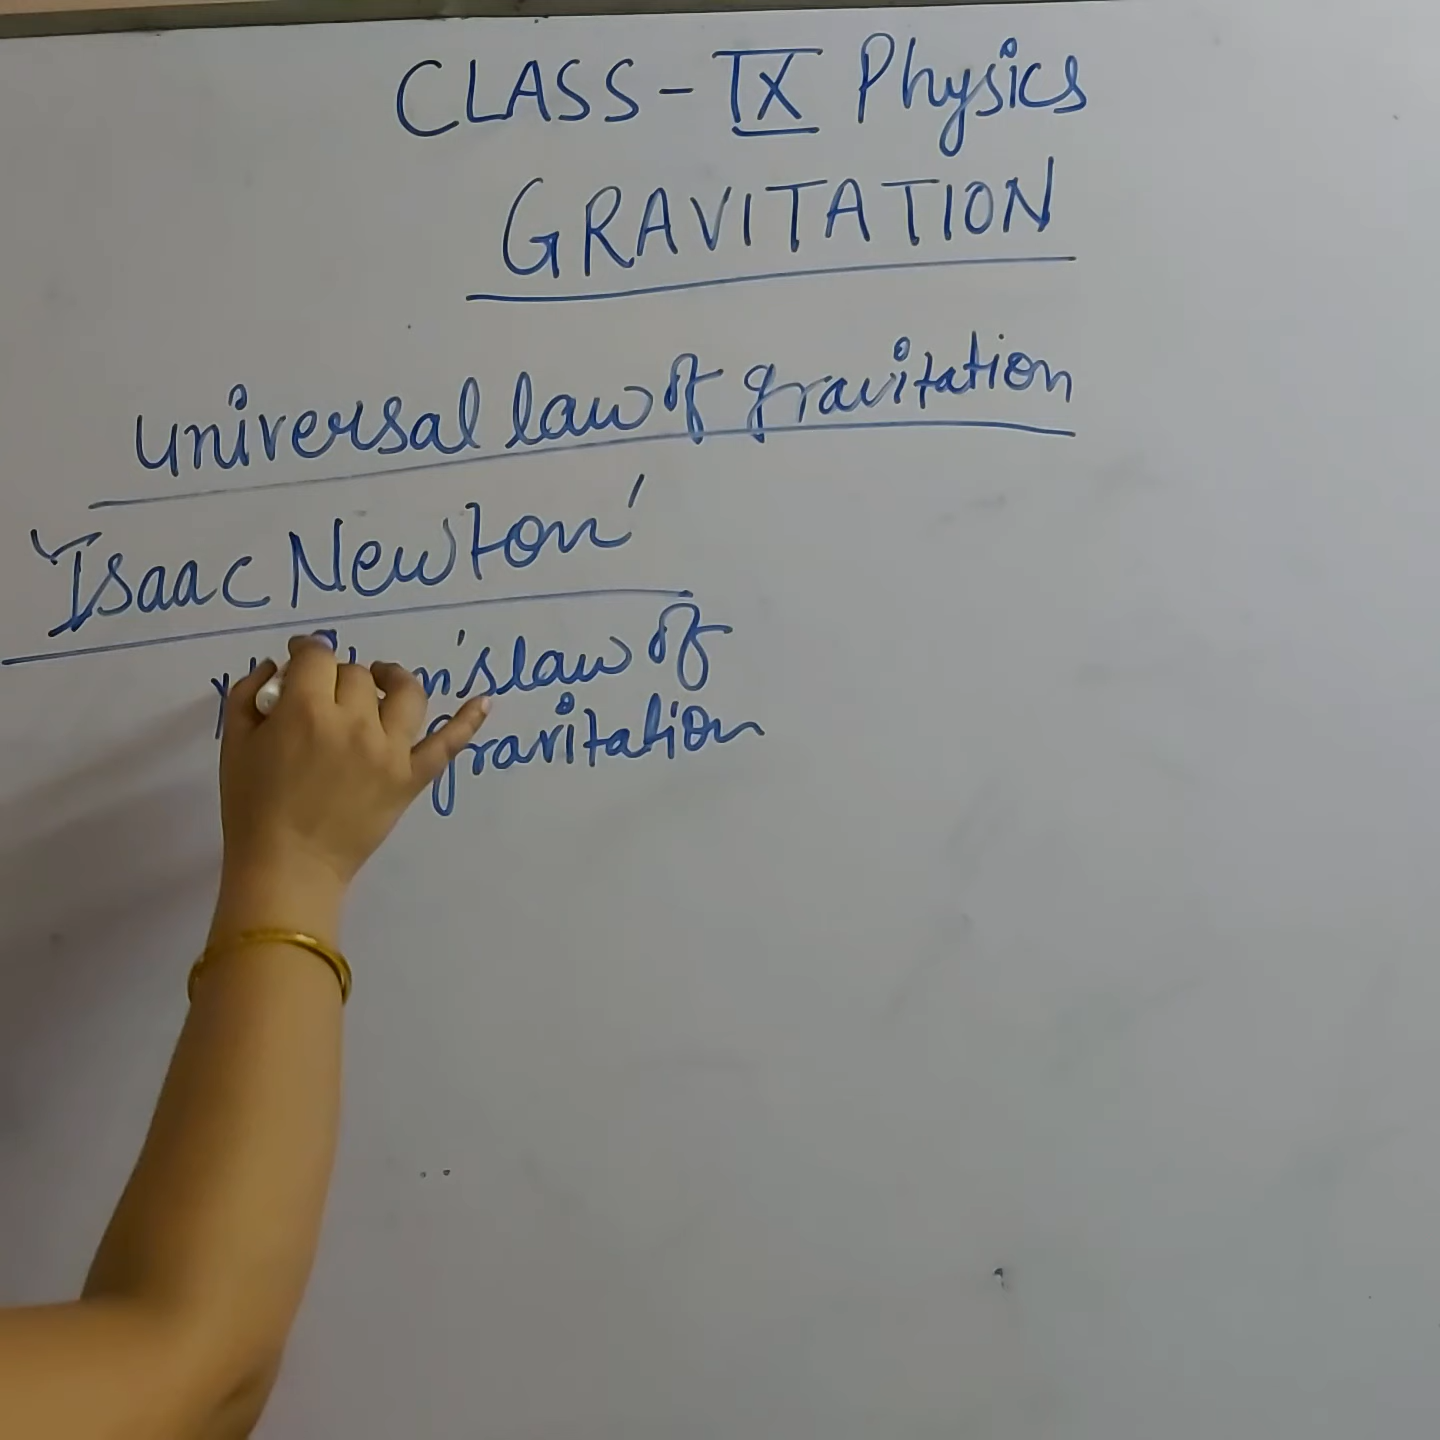 CLASS - IX Physics
GRAVITATION
Universal law of gravitation
'Isaac Newton'
law of
gravitation